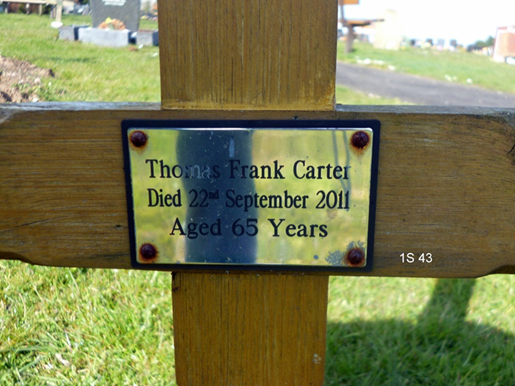 Thomas Frank Carter
Died 22nd September 2011
Aged 65 Years
1S 43